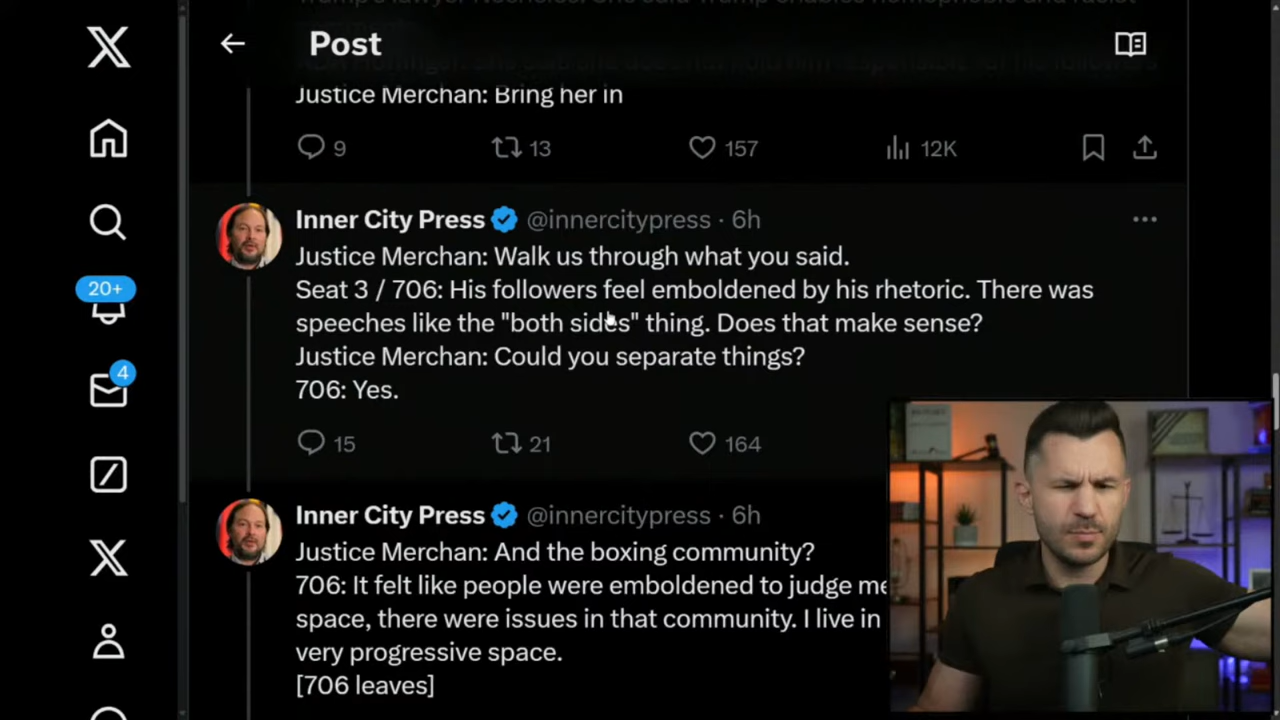 Post
Justice Merchan: Bring her in
9 13 157 12K
Inner City Press @innercitypress · 6h
Justice Merchan: Walk us through what you said.
Seat 3 / 706: His followers feel emboldened by his rhetoric. There was
speeches like the "both sides" thing. Does that make sense?
Justice Merchan: Could you separate things?
706: Yes.
20+
4
15 21 164
Inner City Press @innercitypress · 6h
Justice Merchan: And the boxing community?
706: It felt like people were emboldened to judge me
space, there were issues in that community. I live in
very progressive space.
[706 leaves]